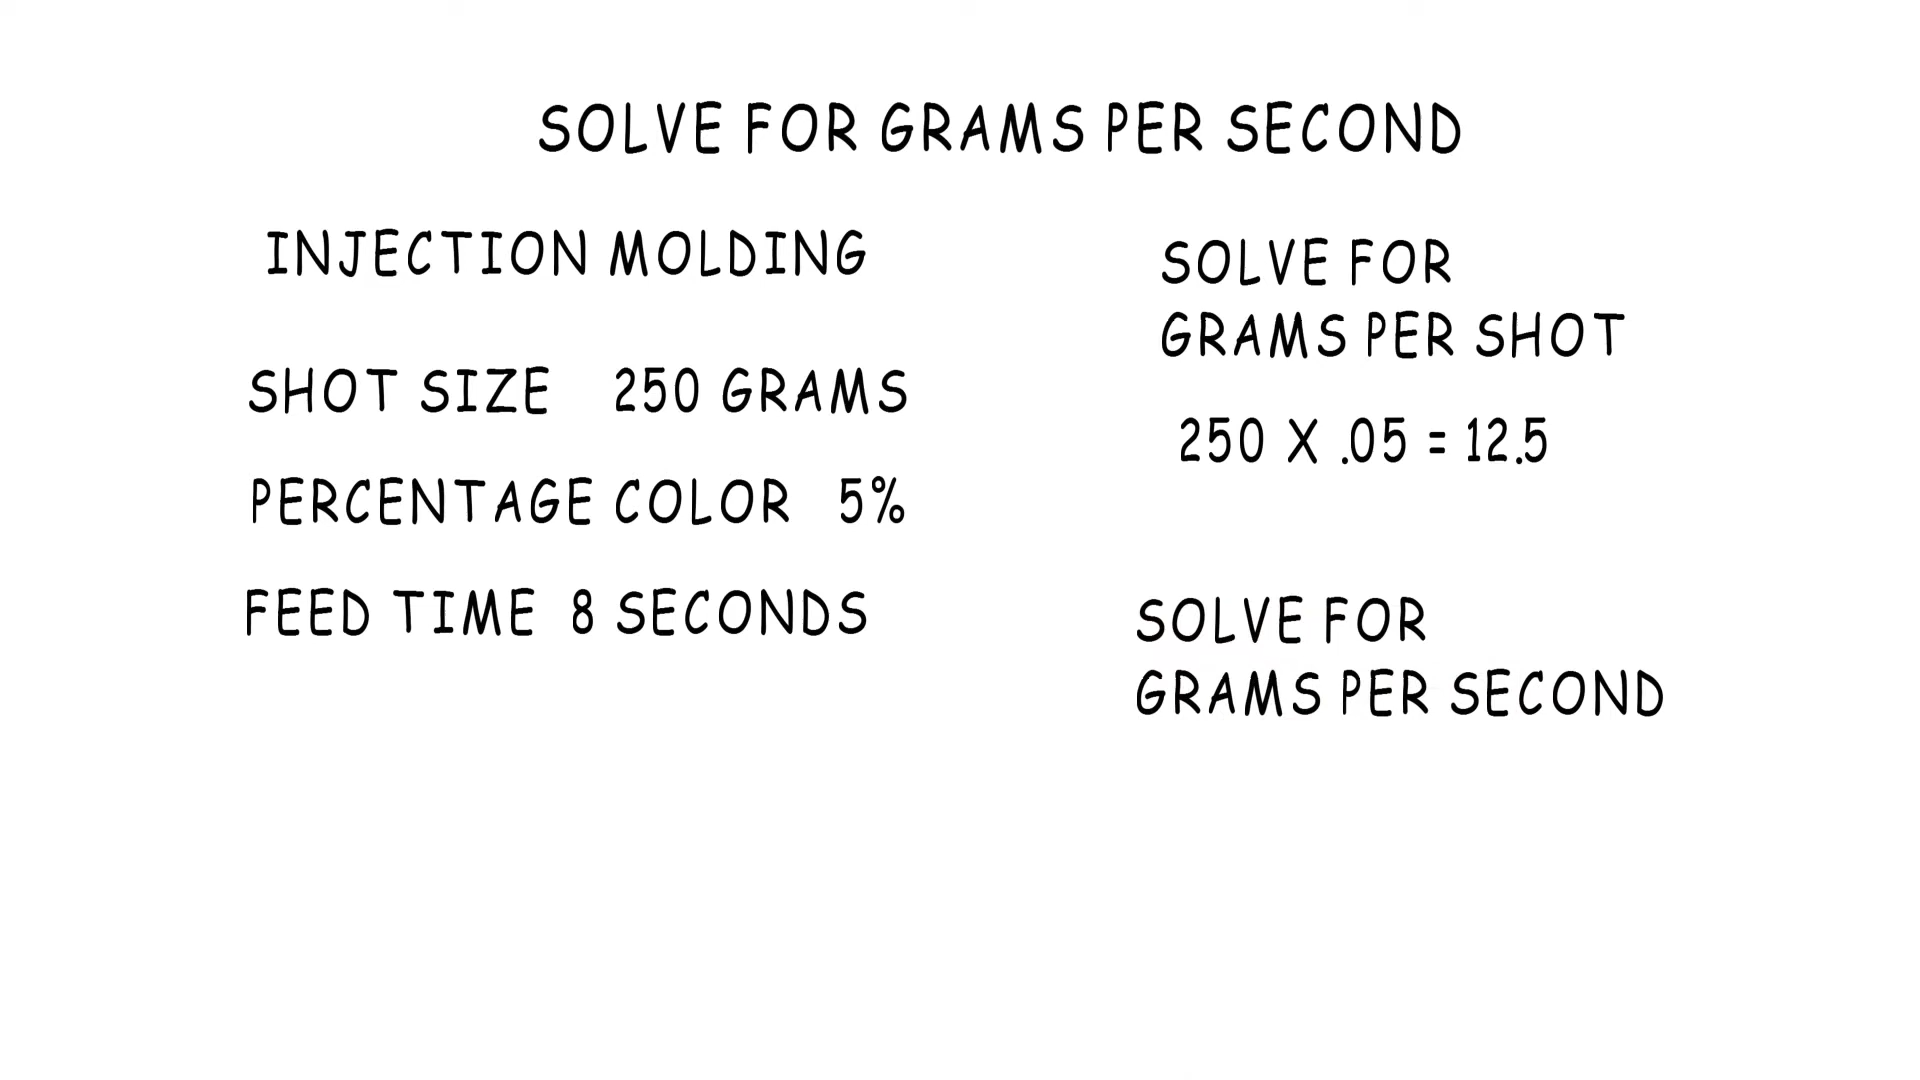 SOLVE FOR GRAMS PER SECOND
INJECTION MOLDING
SHOT SIZE 250 GRAMS
PERCENTAGE COLOR 5%
FEED TIME 8 SECONDS
SOLVE FOR
GRAMS PER SHOT
250 X .05 = 12.5
SOLVE FOR
GRAMS PER SECOND